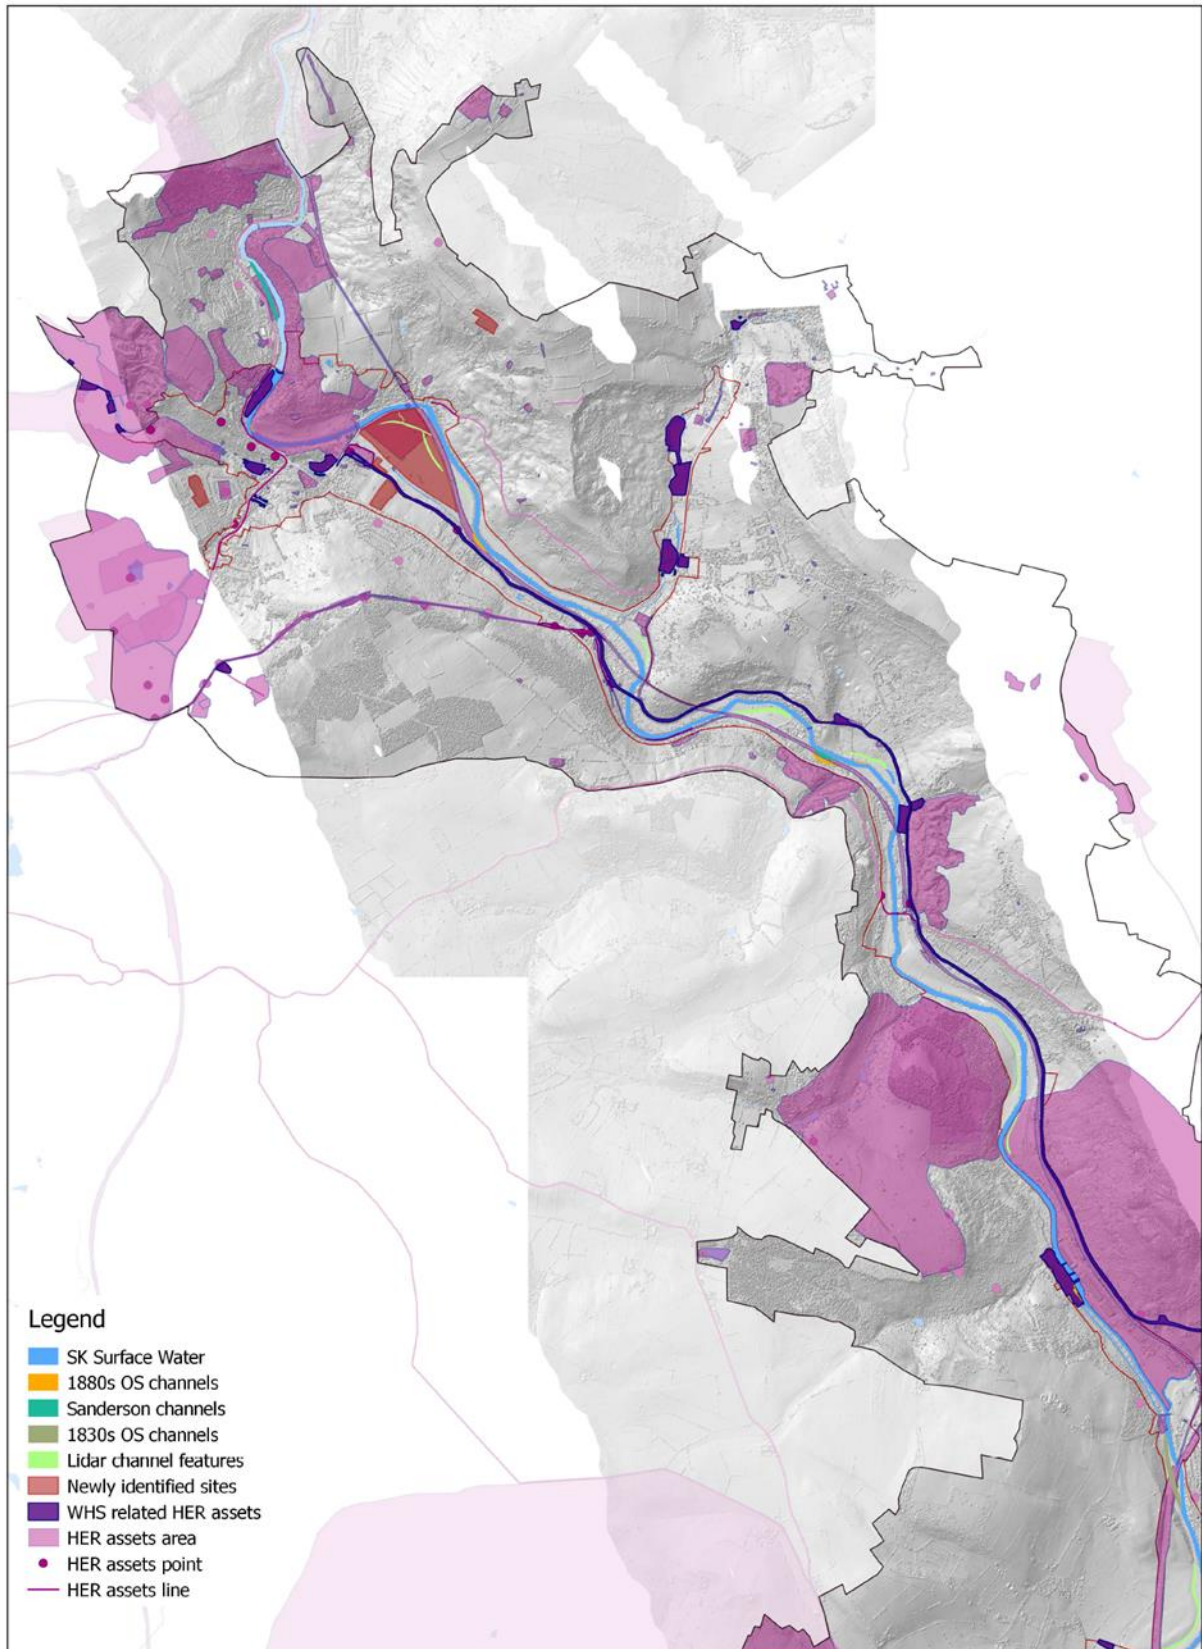 Legend
SK Surface Water
1880s OS channels
Sanderson channels
1830s OS channels
Lidar channel features
Newly identified sites
WHS related HER assets
HER assets area
HER assets point
HER assets line